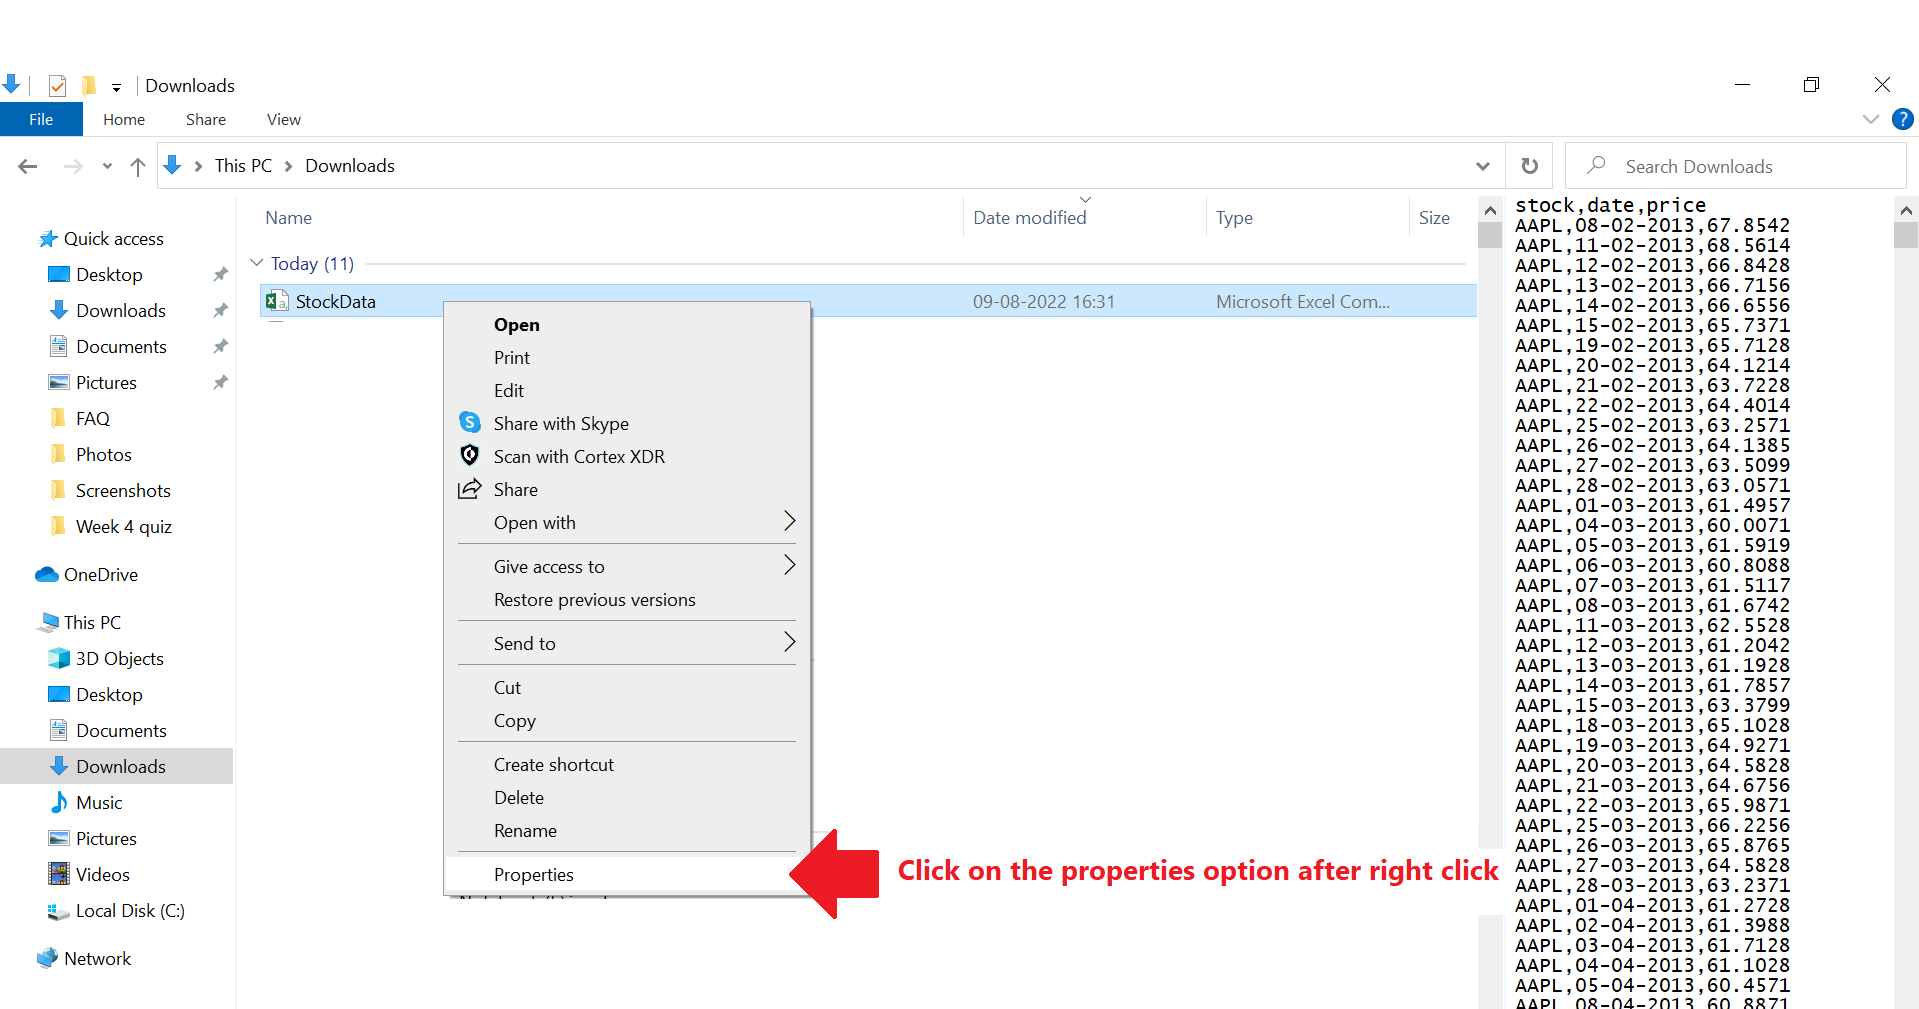 Downloads
File Home Share View
This PC Downloads
Search Downloads
Name Date modified Type Size
Quick access
Desktop
Downloads
Documents
Pictures
FAQ
Photos
Screenshots
Week 4 quiz
OneDrive
This PC
3D Objects
Desktop
Documents
Downloads
Music
Pictures
Videos
Local Disk (C:)
Network
Today (11)
StockData 09-08-2022 16:31 Microsoft Excel Com...
Open
Print
Edit
Share with Skype
Scan with Cortex XDR
Share
Open with
Give access to
Restore previous versions
Send to
Cut
Copy
Create shortcut
Delete
Rename
Properties
Click on the properties option after right click
stock,date,price
AAPL,08-02-2013,67.8542
AAPL,11-02-2013,68.5614
AAPL,12-02-2013,66.8428
AAPL,13-02-2013,66.7156
AAPL,14-02-2013,66.6556
AAPL,15-02-2013,65.7371
AAPL,19-02-2013,65.7128
AAPL,20-02-2013,64.1214
AAPL,21-02-2013,63.7228
AAPL,22-02-2013,64.4014
AAPL,25-02-2013,63.2571
AAPL,26-02-2013,64.1385
AAPL,27-02-2013,63.5099
AAPL,28-02-2013,63.0571
AAPL,01-03-2013,61.4957
AAPL,04-03-2013,60.0071
AAPL,05-03-2013,61.5919
AAPL,06-03-2013,60.8088
AAPL,07-03-2013,61.5117
AAPL,08-03-2013,61.6742
AAPL,11-03-2013,62.5528
AAPL,12-03-2013,61.2042
AAPL,13-03-2013,61.1928
AAPL,14-03-2013,61.7857
AAPL,15-03-2013,63.3799
AAPL,18-03-2013,65.1028
AAPL,19-03-2013,64.9271
AAPL,20-03-2013,64.5828
AAPL,21-03-2013,64.6756
AAPL,22-03-2013,65.9871
AAPL,25-03-2013,66.2256
AAPL,26-03-2013,65.8765
AAPL,27-03-2013,64.5828
AAPL,28-03-2013,63.2371
AAPL,01-04-2013,61.2728
AAPL,02-04-2013,61.3988
AAPL,03-04-2013,61.7128
AAPL,04-04-2013,61.1028
AAPL,05-04-2013,60.4571
AAPL,08-04-2013,60.8871